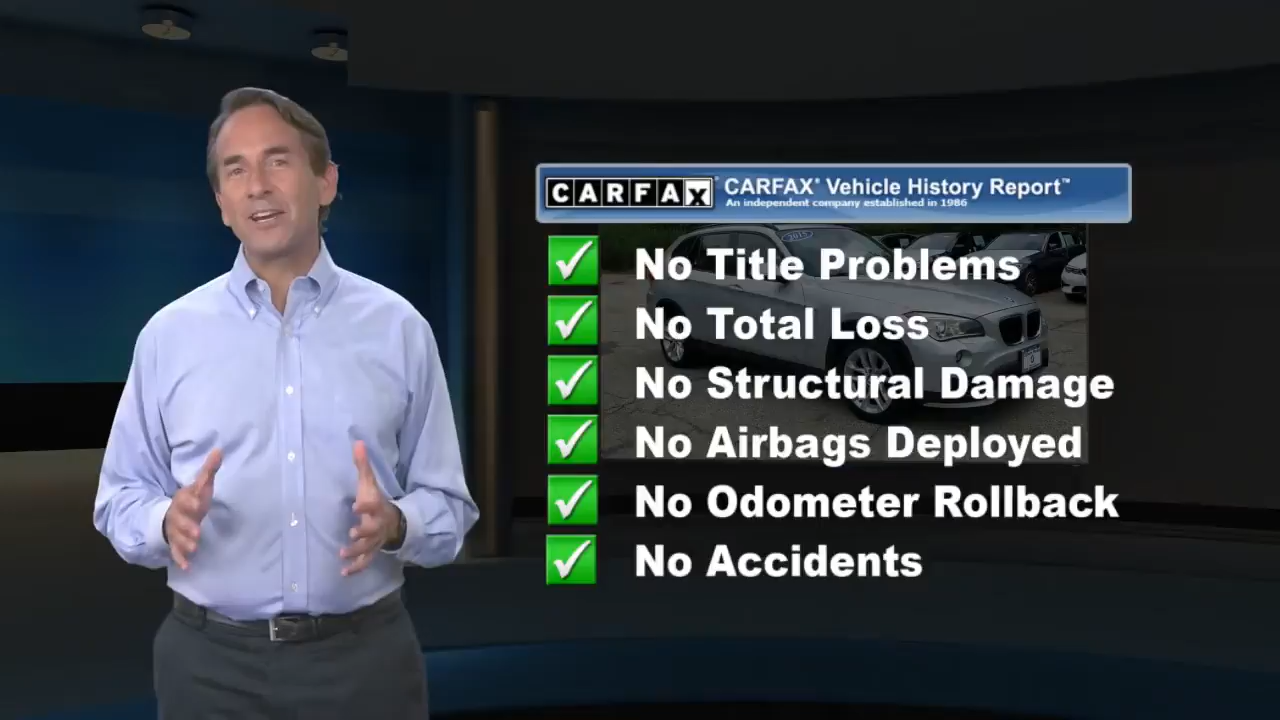 CARFAX® CARFAX® Vehicle History Report™
An independent company established in 1986
2015
No Title Problems
No Total Loss
No Structural Damage
No Airbags Deployed
No Odometer Rollback
No Accidents